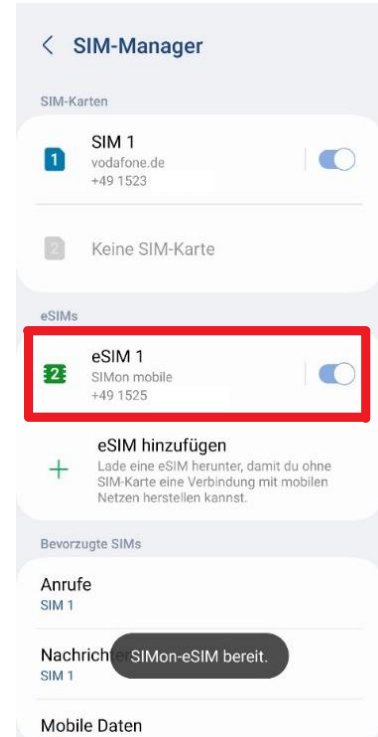 SIM-Manager
SIM-Karten
1
SIM 1
vodafone.de
+49 1523
2
Keine SIM-Karte
eSIMs
2
eSIM 1
SIMon mobile
+49 1525
eSIM hinzufügen
Lade eine eSIM herunter, damit du ohne
SIM-Karte eine Verbindung mit mobilen
Netzen herstellen kannst.
Bevorzugte SIMs
Anrufe
SIM 1
Nachricht
SIMon-eSIM bereit.
SIM 1
Mobile Daten